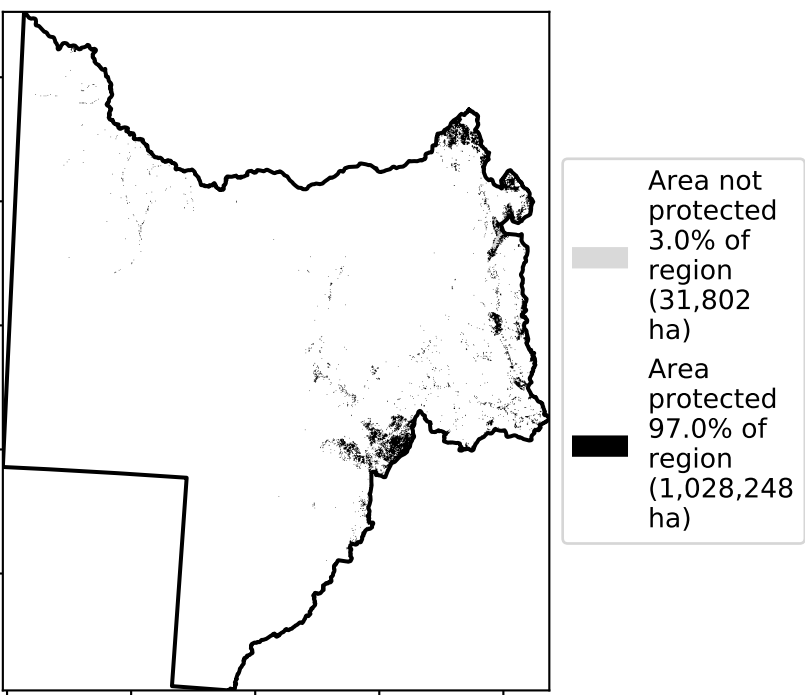 Area not
protected
3.0% of
region
(31,802
ha)
Area
protected
97.0% of
region
(1,028,248
ha)